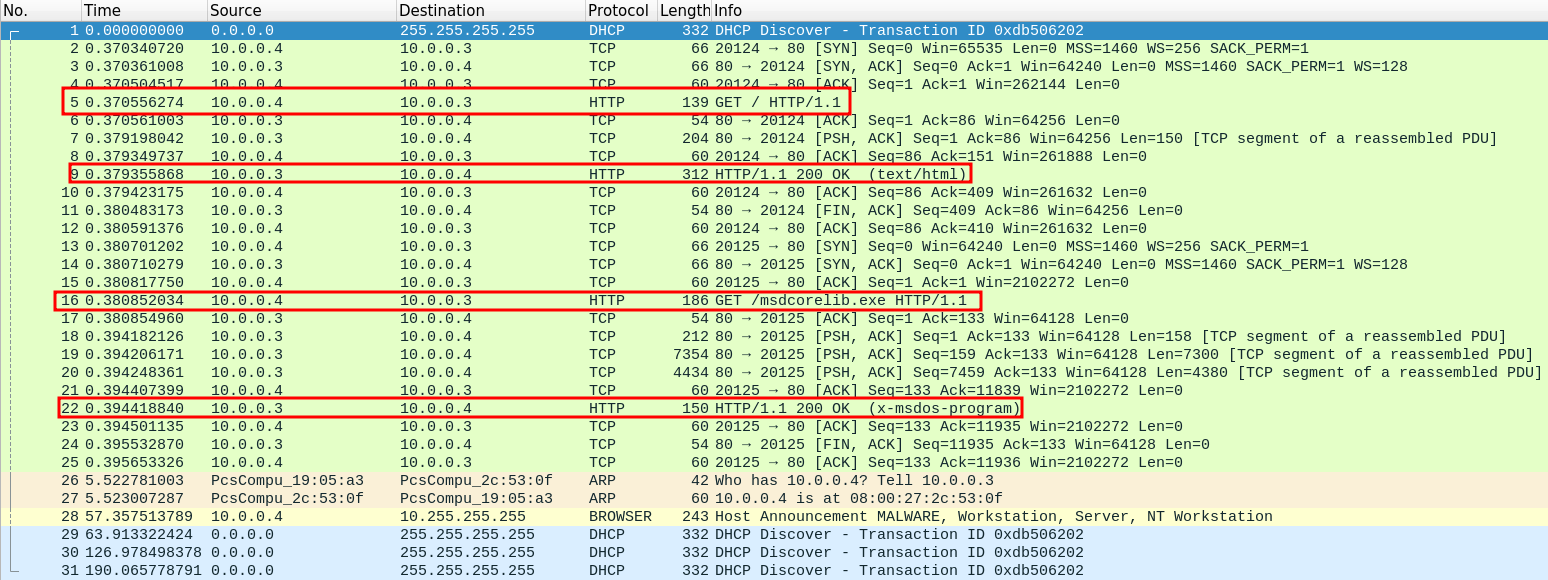 No. Time Source Destination Protocol Length Info
1 0.000000000 0.0.0.0 255.255.255.255 DHCP 332 DHCP Discover - Transaction ID 0xdb506202
2 0.370340720 10.0.0.4 10.0.0.3 TCP 66 20124 → 80 [SYN] Seq=0 Win=65535 Len=0 MSS=1460 WS=256 SACK_PERM=1
3 0.370361008 10.0.0.3 10.0.0.4 TCP 66 80 → 20124 [SYN, ACK] Seq=0 Ack=1 Win=64240 Len=0 MSS=1460 SACK_PERM=1 WS=128
4 0.370504517 10.0.0.4 10.0.0.3 TCP 60 20124 → 80 [ACK] Seq=1 Ack=1 Win=262144 Len=0
5 0.370556274 10.0.0.4 10.0.0.3 HTTP 139 GET / HTTP/1.1
6 0.370561003 10.0.0.3 10.0.0.4 TCP 54 80 → 20124 [ACK] Seq=1 Ack=86 Win=64256 Len=0
7 0.379198042 10.0.0.3 10.0.0.4 TCP 204 80 → 20124 [PSH, ACK] Seq=1 Ack=86 Win=64256 Len=150 [TCP segment of a reassembled PDU]
8 0.379349737 10.0.0.4 10.0.0.3 TCP 60 20124 → 80 [ACK] Seq=86 Ack=151 Win=261888 Len=0
9 0.379355868 10.0.0.3 10.0.0.4 HTTP 312 HTTP/1.1 200 OK (text/html)
10 0.379423175 10.0.0.4 10.0.0.3 TCP 60 20124 → 80 [ACK] Seq=86 Ack=409 Win=261632 Len=0
11 0.380483173 10.0.0.3 10.0.0.4 TCP 54 80 → 20124 [FIN, ACK] Seq=409 Ack=86 Win=64256 Len=0
12 0.380591376 10.0.0.4 10.0.0.3 TCP 60 20124 → 80 [ACK] Seq=86 Ack=410 Win=261632 Len=0
13 0.380701202 10.0.0.4 10.0.0.3 TCP 66 20125 → 80 [SYN] Seq=0 Win=64240 Len=0 MSS=1460 WS=256 SACK_PERM=1
14 0.380710279 10.0.0.3 10.0.0.4 TCP 66 80 → 20125 [SYN, ACK] Seq=0 Ack=1 Win=64240 Len=0 MSS=1460 SACK_PERM=1 WS=128
15 0.380817750 10.0.0.4 10.0.0.3 TCP 60 20125 → 80 [ACK] Seq=1 Ack=1 Win=2102272 Len=0
16 0.380852034 10.0.0.4 10.0.0.3 HTTP 186 GET /msdcorelib.exe HTTP/1.1
17 0.380854960 10.0.0.3 10.0.0.4 TCP 54 80 → 20125 [ACK] Seq=1 Ack=133 Win=64128 Len=0
18 0.394182126 10.0.0.3 10.0.0.4 TCP 212 80 → 20125 [PSH, ACK] Seq=1 Ack=133 Win=64128 Len=158 [TCP segment of a reassembled PDU]
19 0.394206171 10.0.0.3 10.0.0.4 TCP 7354 80 → 20125 [PSH, ACK] Seq=159 Ack=133 Win=64128 Len=7300 [TCP segment of a reassembled PDU]
20 0.394248361 10.0.0.3 10.0.0.4 TCP 4434 80 → 20125 [PSH, ACK] Seq=7459 Ack=133 Win=64128 Len=4380 [TCP segment of a reassembled PDU]
21 0.394407399 10.0.0.4 10.0.0.3 TCP 60 20125 → 80 [ACK] Seq=133 Ack=11839 Win=2102272 Len=0
22 0.394418840 10.0.0.3 10.0.0.4 HTTP 150 HTTP/1.1 200 OK (x-msdos-program)
23 0.394501135 10.0.0.4 10.0.0.3 TCP 60 20125 → 80 [ACK] Seq=133 Ack=11935 Win=2102272 Len=0
24 0.395532870 10.0.0.3 10.0.0.4 TCP 54 80 → 20125 [FIN, ACK] Seq=11935 Ack=133 Win=64128 Len=0
25 0.395653326 10.0.0.4 10.0.0.3 TCP 60 20125 → 80 [ACK] Seq=133 Ack=11936 Win=2102272 Len=0
26 5.522781003 PcsCompu_19:05:a3 PcsCompu_2c:53:0f ARP 42 Who has 10.0.0.4? Tell 10.0.0.3
27 5.523007287 PcsCompu_2c:53:0f PcsCompu_19:05:a3 ARP 60 10.0.0.4 is at 08:00:27:2c:53:0f
28 57.357513789 10.0.0.4 10.255.255.255 BROWSER 243 Host Announcement MALWARE, Workstation, Server, NT Workstation
29 63.913322424 0.0.0.0 255.255.255.255 DHCP 332 DHCP Discover - Transaction ID 0xdb506202
30 126.978498378 0.0.0.0 255.255.255.255 DHCP 332 DHCP Discover - Transaction ID 0xdb506202
31 190.065778791 0.0.0.0 255.255.255.255 DHCP 332 DHCP Discover - Transaction ID 0xdb506202